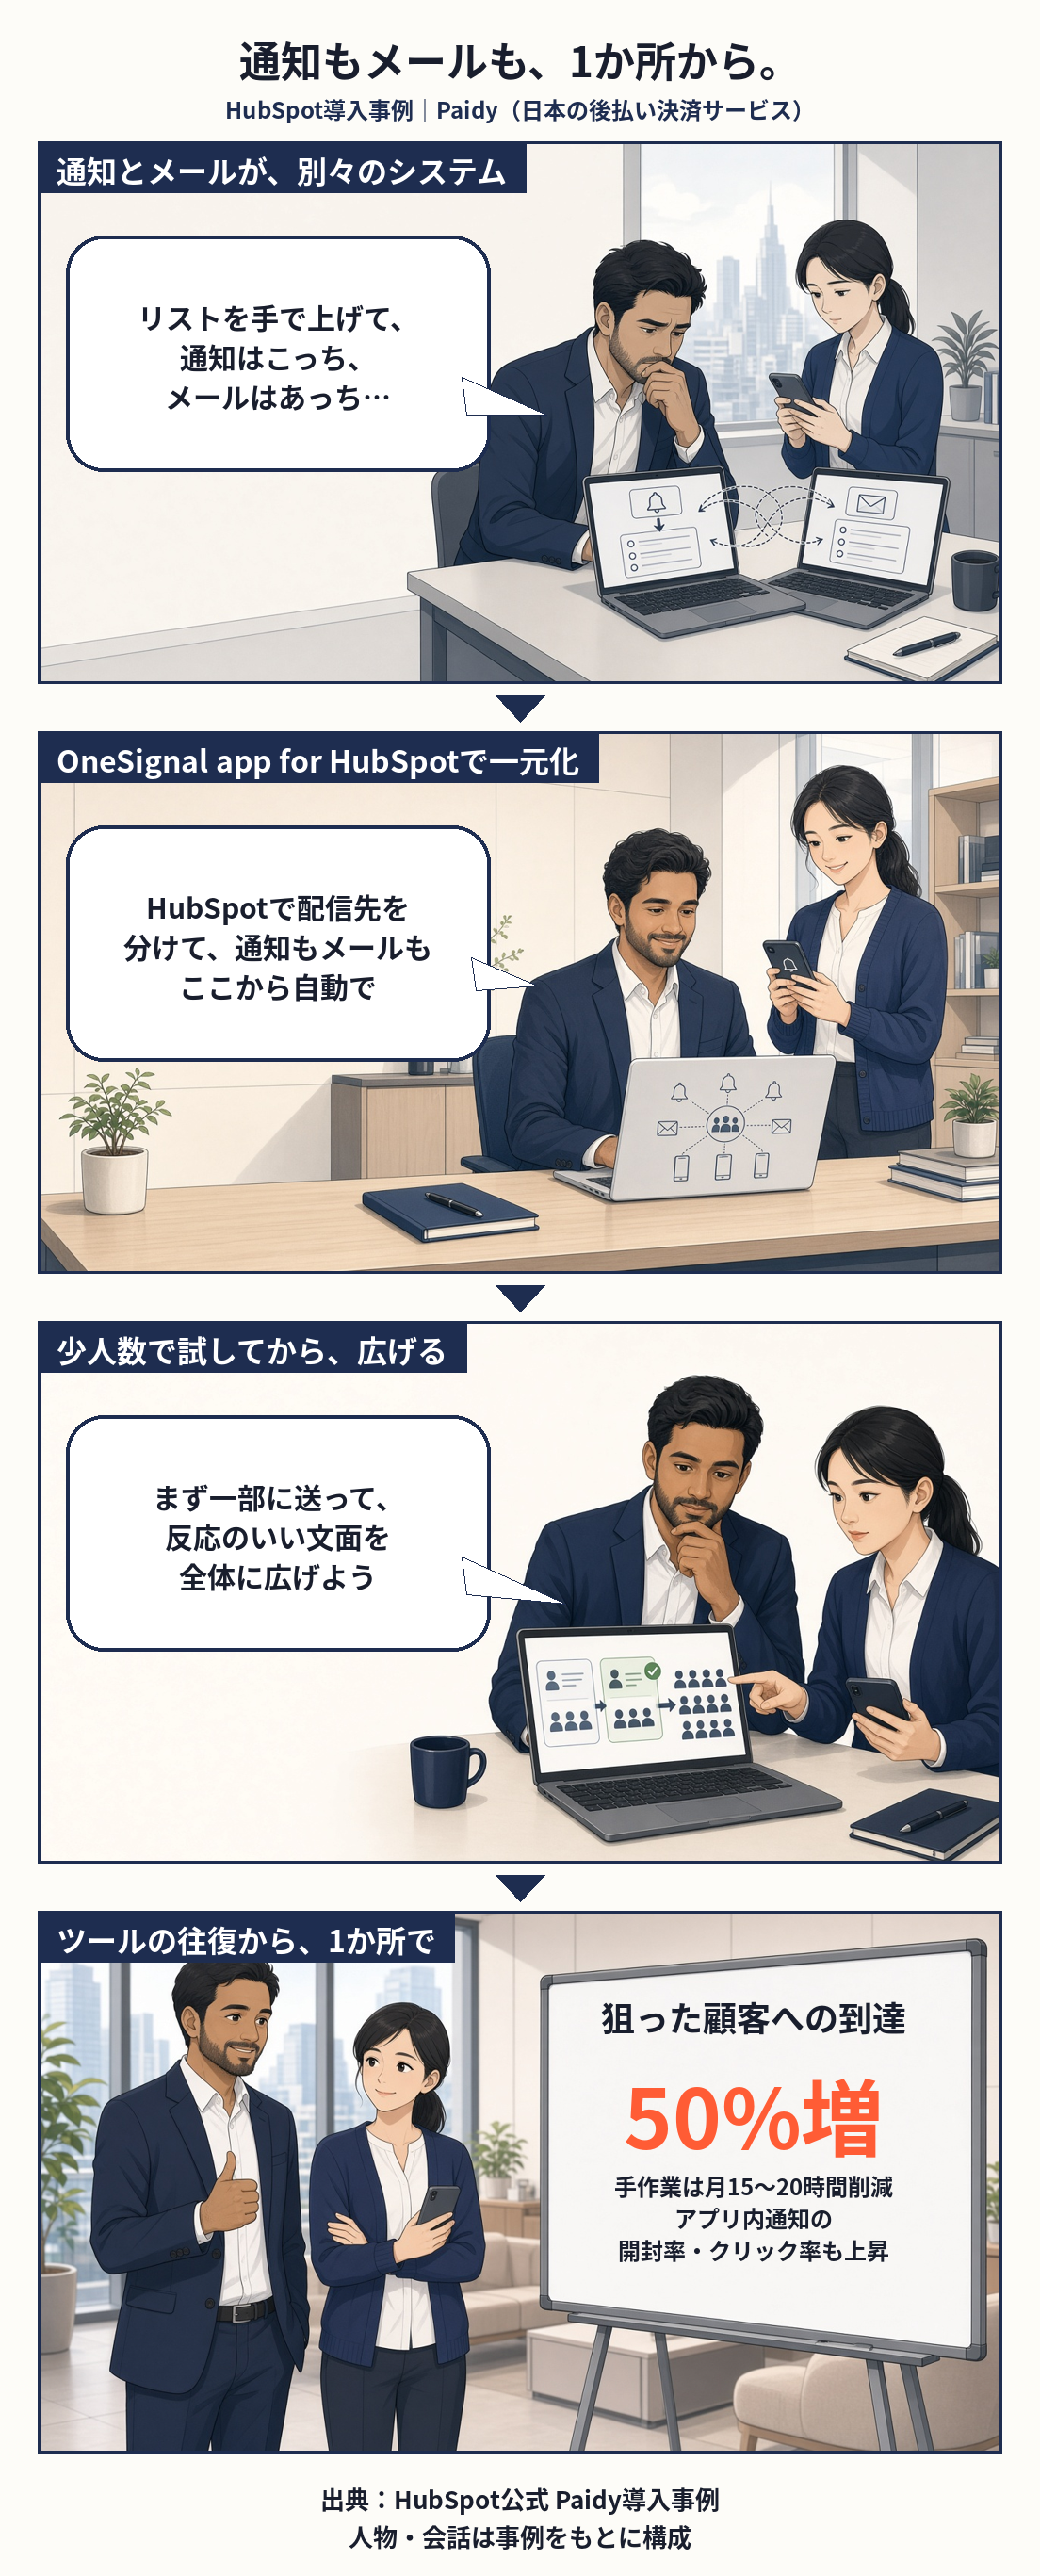 通知もメールも、1か所から。
HubSpot導入事例｜Paidy（日本の後払い決済サービス）
通知とメールが、別々のシステム
リストを手で上げて、
通知はこっち、
メールはあっち…
OneSignal app for HubSpotで一元化
HubSpotで配信先を
分けて、通知もメールも
ここから自動で
少人数で試してから、広げる
まず一部に送って、
反応のいい文面を
全体に広げよう
ツールの往復から、1か所で
狙った顧客への到達
50%増
手作業は月15〜20時間削減
アプリ内通知の
開封率・クリック率も上昇
出典：HubSpot公式 Paidy導入事例
人物・会話は事例をもとに構成